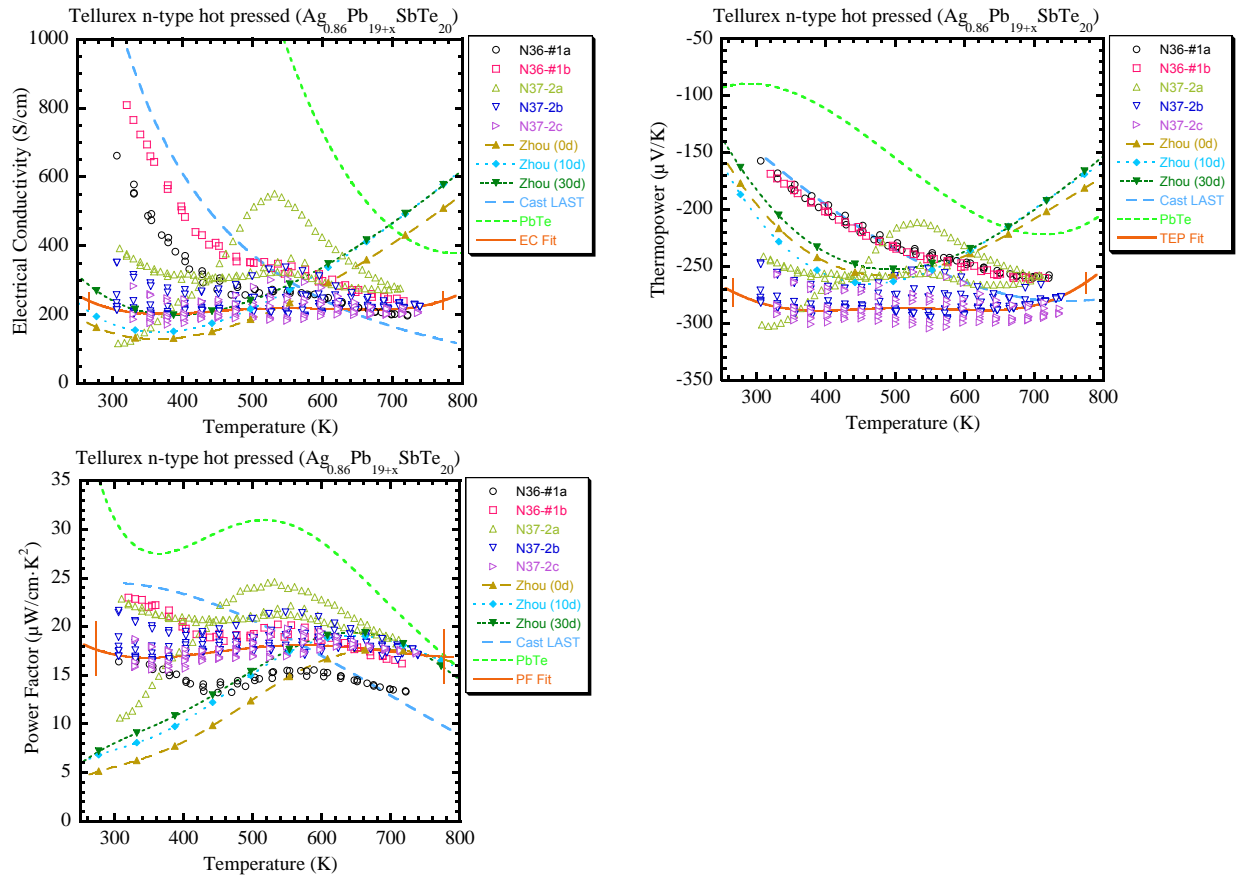 Tellurex n-type hot pressed (Ag0.86Pb19+xSbTe20)
Electrical Conductivity (S/cm)
1000
800
600
400
200
0
300 400 500 600 700 800
Temperature (K)
N36-#1a
N36-#1b
N37-2a
N37-2b
N37-2c
Zhou (0d)
Zhou (10d)
Zhou (30d)
Cast LAST
PbTe
EC Fit
Tellurex n-type hot pressed (Ag0.86Pb19+xSbTe20)
Thermopower (µ V/K)
-50
-100
-150
-200
-250
-300
-350
300 400 500 600 700 800
Temperature (K)
N36-#1a
N36-#1b
N37-2a
N37-2b
N37-2c
Zhou (0d)
Zhou (10d)
Zhou (30d)
Cast LAST
PbTe
TEP Fit
Tellurex n-type hot pressed (Ag0.86Pb19+xSbTe20)
Power Factor (µW/cm·K²)
35
30
25
20
15
10
5
0
300 400 500 600 700 800
Temperature (K)
N36-#1a
N36-#1b
N37-2a
N37-2b
N37-2c
Zhou (0d)
Zhou (10d)
Zhou (30d)
Cast LAST
PbTe
PF Fit